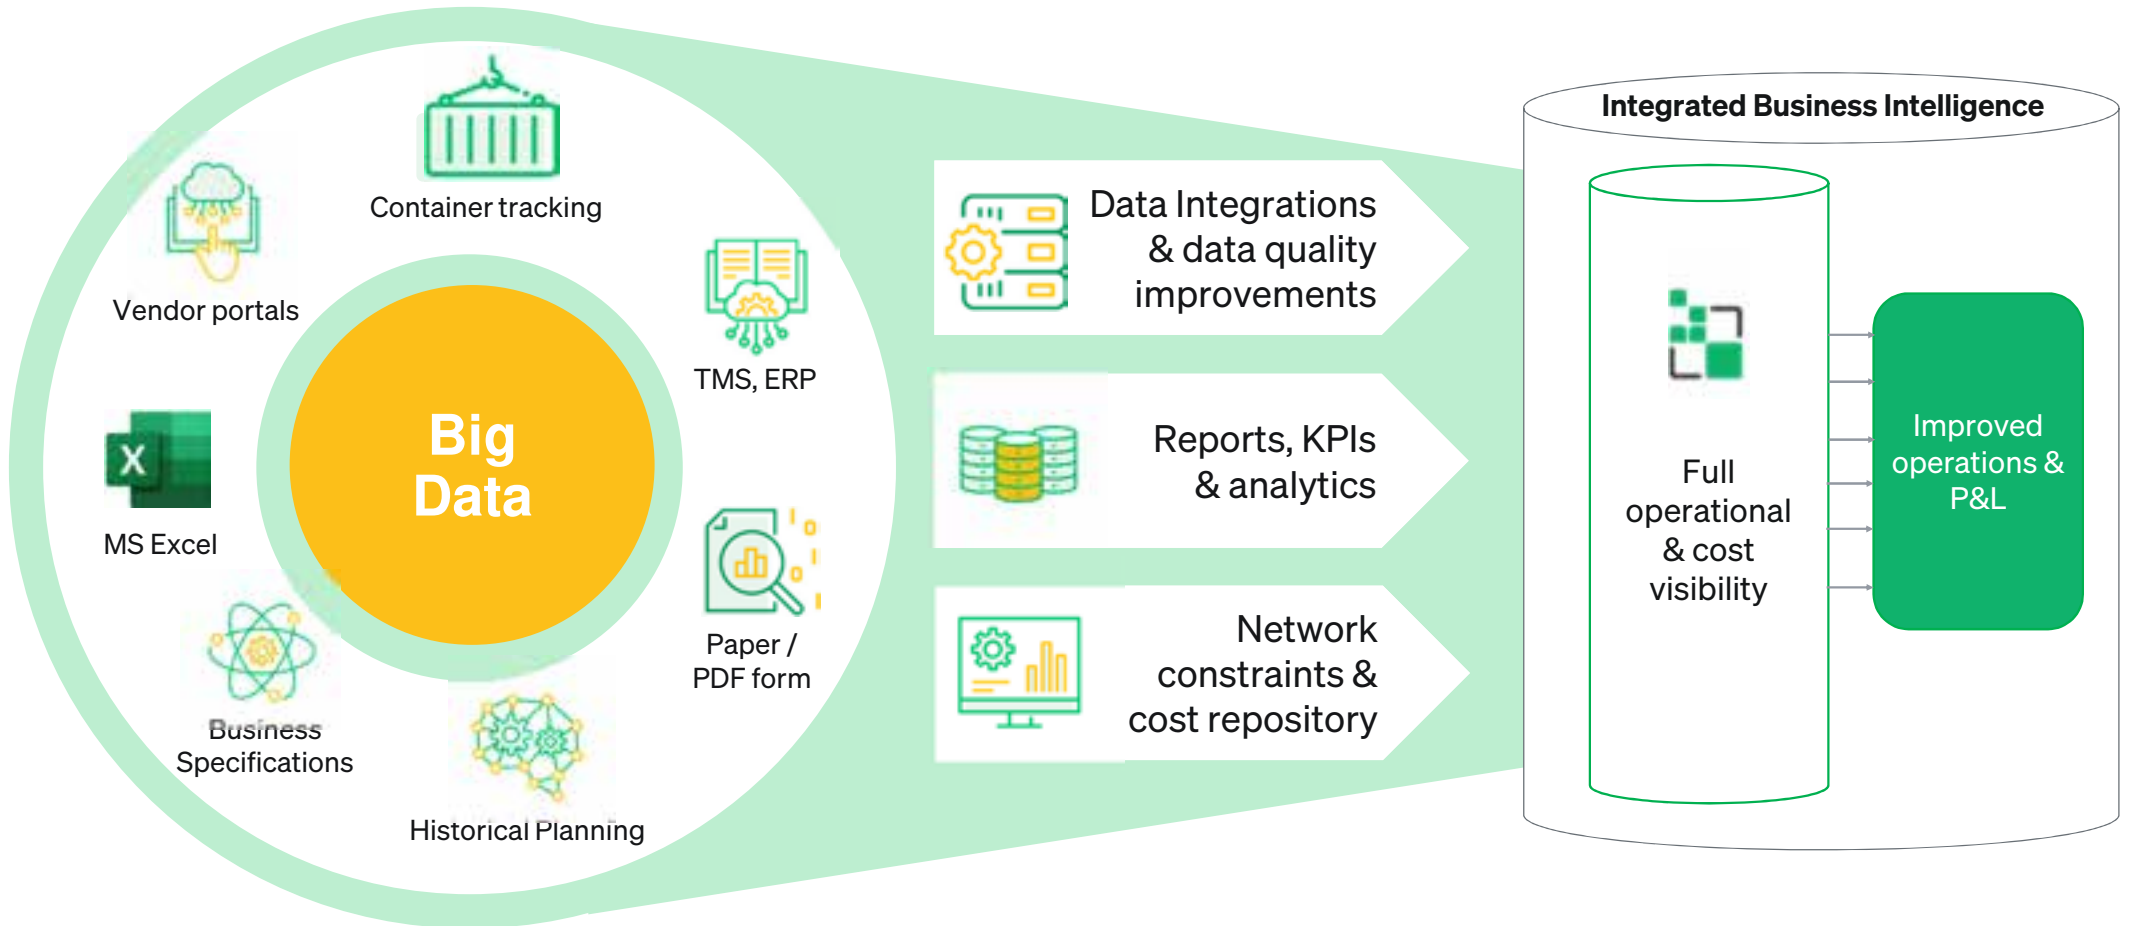 Container tracking
Vendor portals
TMS, ERP
MS Excel
X
Big
Data
Paper /
PDF form
Business
Specifications
Historical Planning
Data Integrations
& data quality
improvements
Reports, KPIs
& analytics
Network
constraints &
cost repository
Integrated Business Intelligence
Full
operational
& cost
visibility
Improved
operations &
P&L